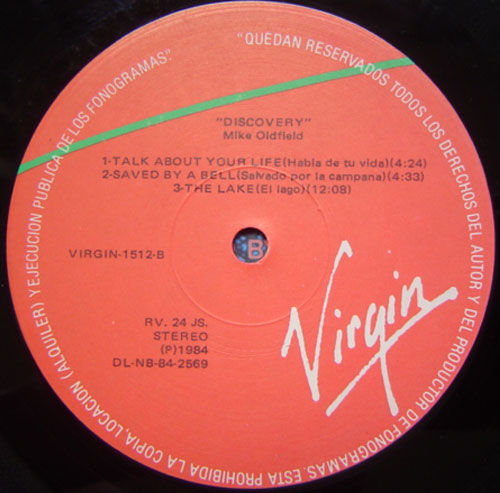 "QUEDAN RESERVADOS TODOS LOS DERECHOS DEL AUTOR Y DEL PRODUCTOR DE FONOGRAMAS. ESTA PROHIBIDA LA COPIA, LOCACION (ALQUILER) Y EJECUCION PUBLICA DE LOS FONOGRAMAS".
"DISCOVERY"
Mike Oldfield
1-TALK ABOUT YOUR LIFE(Habla de tu vida)(4:24)
2-SAVED BY A BELL(Salvado por la campana)(4:33)
3-THE LAKE(El lago)(12:08)
VIRGIN-1512-B
B
RV. 24 JS.
STEREO
(P)1984
DL-NB-84-2569
Virgin